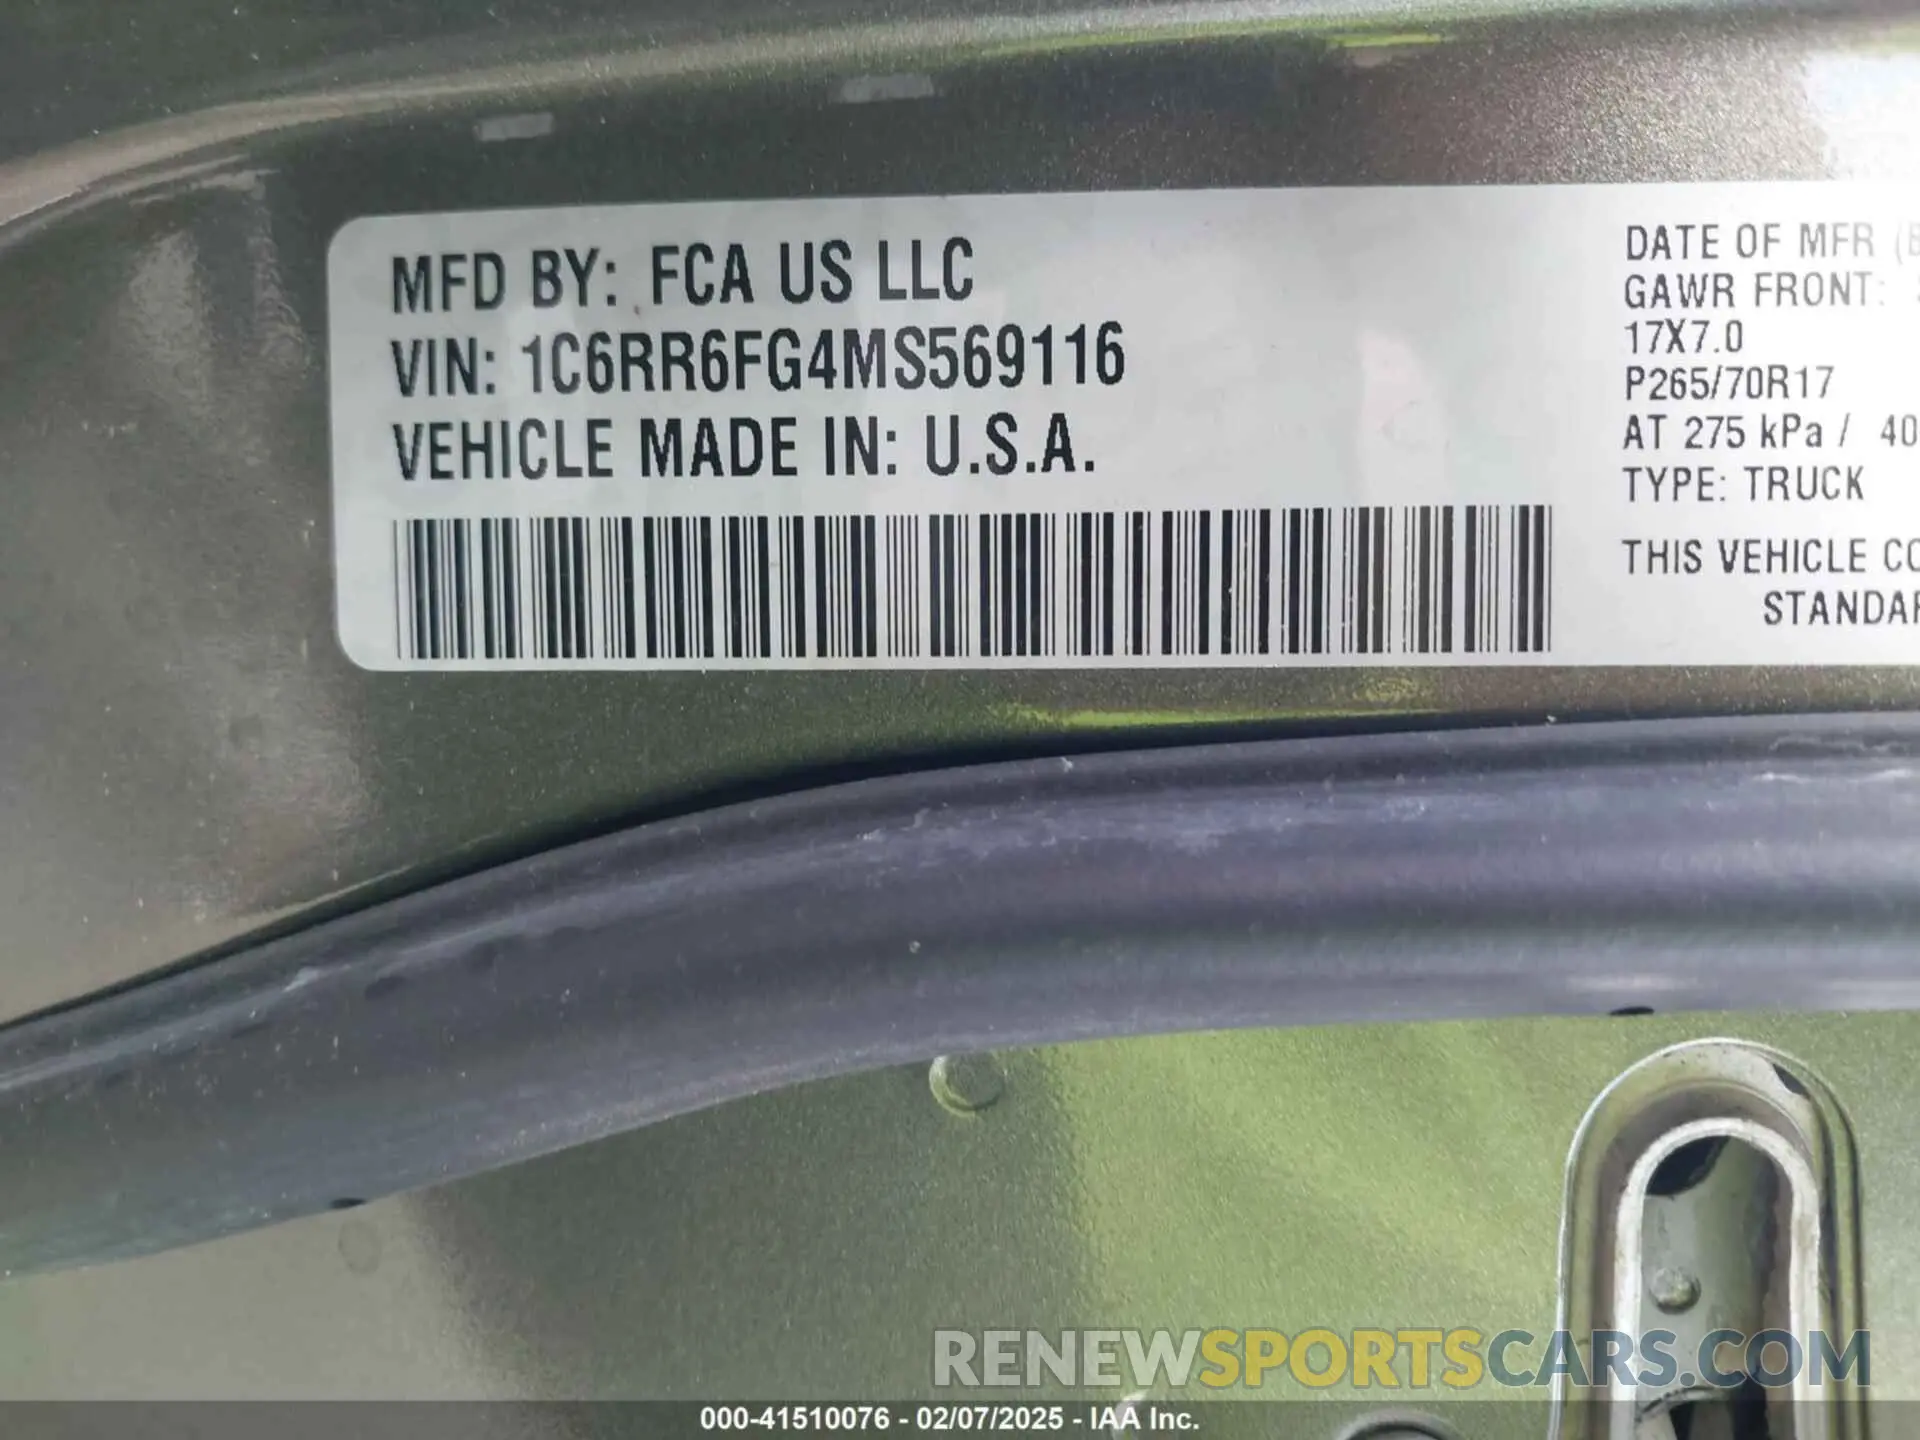 MFD BY: FCA US LLC
VIN: 1C6RR6FG4MS569116
VEHICLE MADE IN: U.S.A.
DATE OF MFR
GAWR FRONT:
17X7.0
P265/70R17
AT 275 kPa / 40
TYPE: TRUCK
THIS VEHICLE
RENEWSPORTSCARS.COM
000-41510076 - 02/07/2025 - IAA Inc.